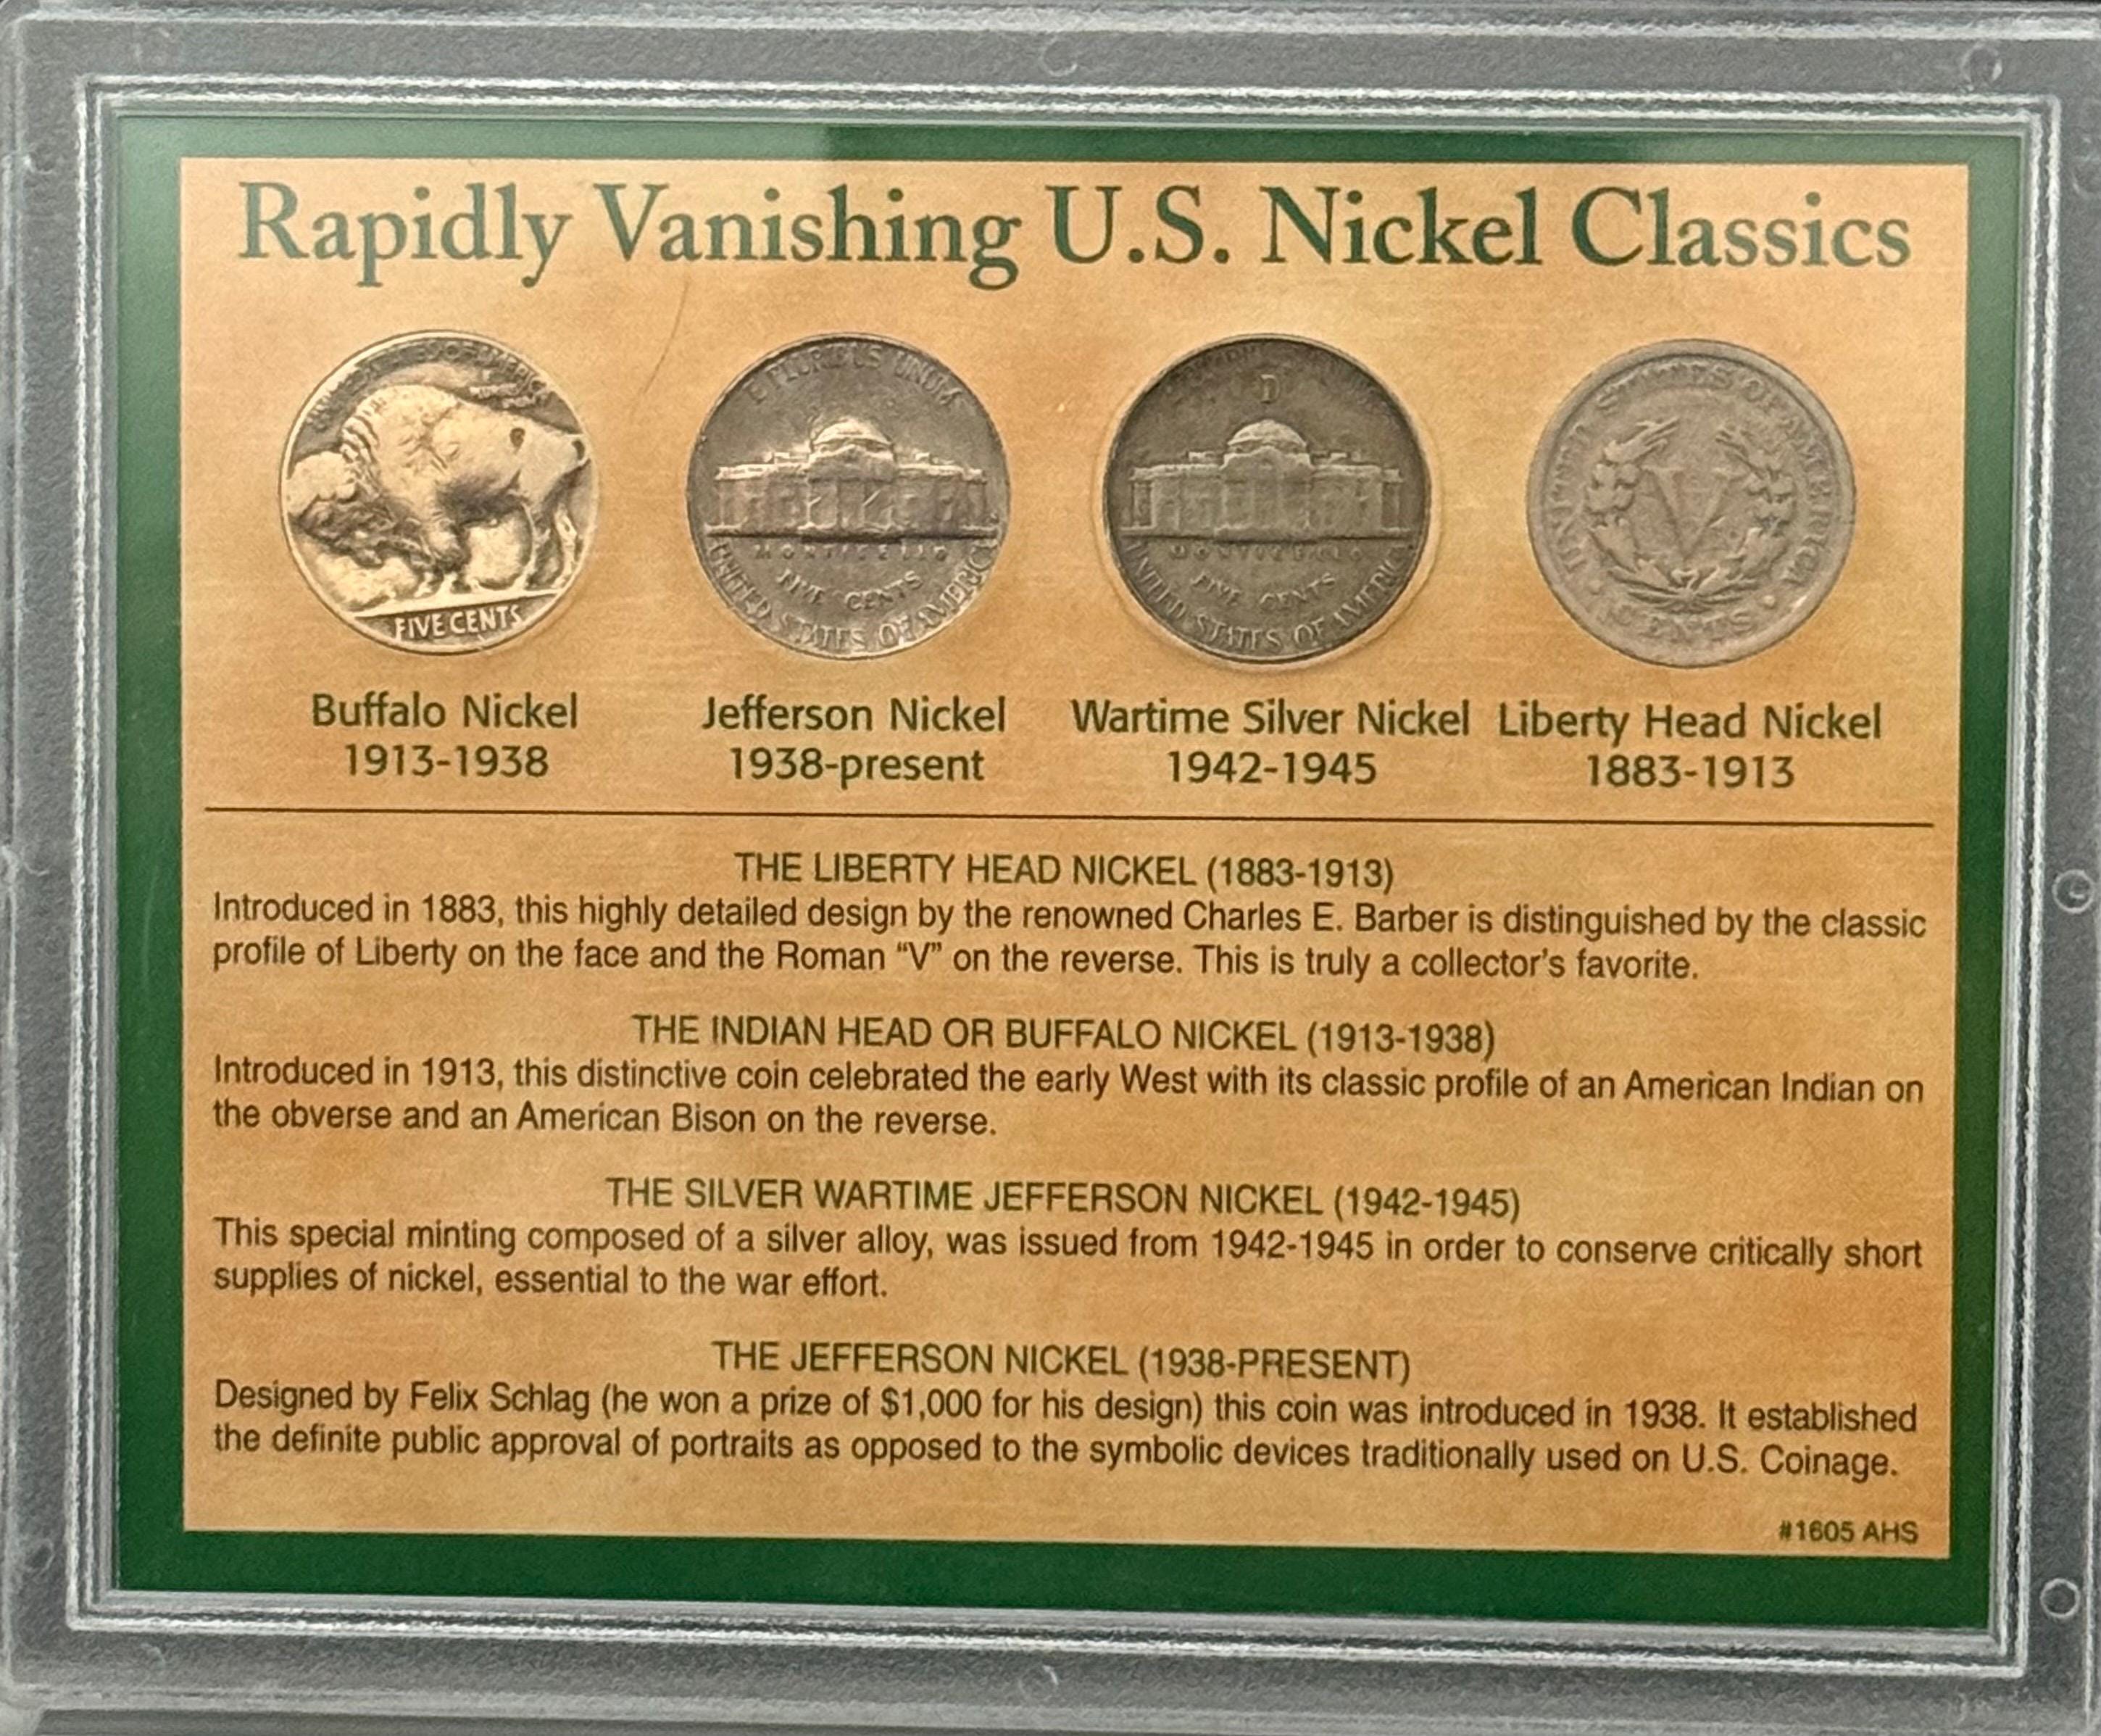 Rapidly Vanishing U.S. Nickel Classics
FIVE CENTS
E PLURIBUS UNUM
MONTICELLO
FIVE CENTS
UNITED STATES OF AMERICA
D
MONTICELLO
FIVE CENTS
UNITED STATES OF AMERICA
UNITED STATES OF AMERICA
V
CENTS
Buffalo Nickel
1913-1938
Jefferson Nickel
1938-present
Wartime Silver Nickel
1942-1945
Liberty Head Nickel
1883-1913
THE LIBERTY HEAD NICKEL (1883-1913)
Introduced in 1883, this highly detailed design by the renowned Charles E. Barber is distinguished by the classic
profile of Liberty on the face and the Roman “V” on the reverse. This is truly a collector’s favorite.
THE INDIAN HEAD OR BUFFALO NICKEL (1913-1938)
Introduced in 1913, this distinctive coin celebrated the early West with its classic profile of an American Indian on
the obverse and an American Bison on the reverse.
THE SILVER WARTIME JEFFERSON NICKEL (1942-1945)
This special minting composed of a silver alloy, was issued from 1942-1945 in order to conserve critically short
supplies of nickel, essential to the war effort.
THE JEFFERSON NICKEL (1938-PRESENT)
Designed by Felix Schlag (he won a prize of $1,000 for his design) this coin was introduced in 1938. It established
the definite public approval of portraits as opposed to the symbolic devices traditionally used on U.S. Coinage.
#1605 AHS